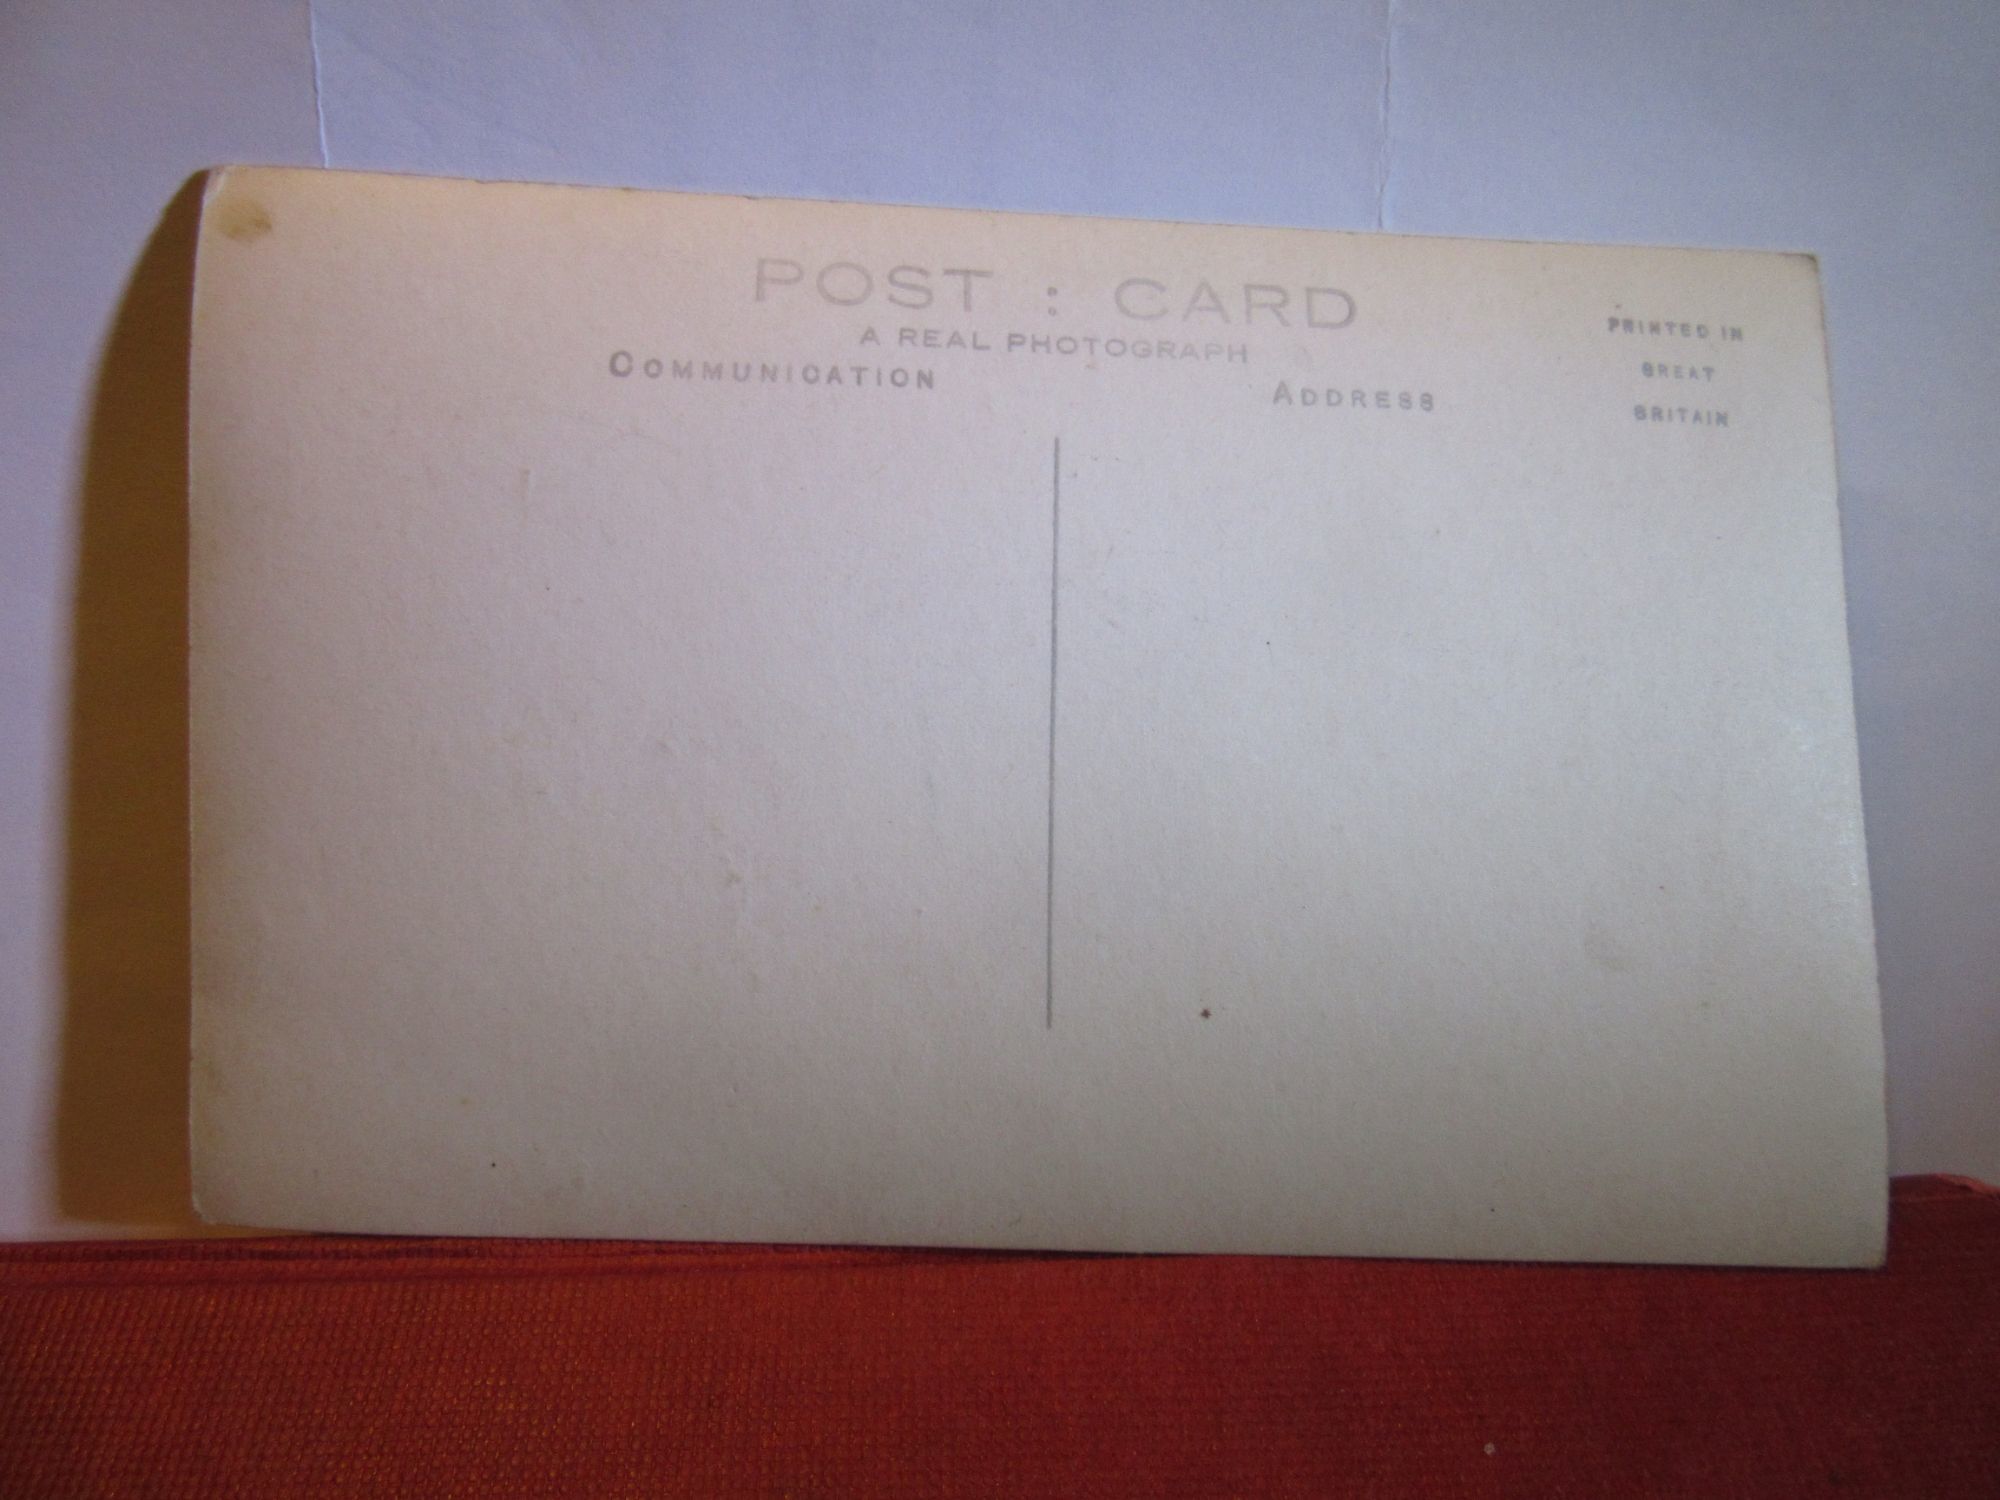 POST : CARD
A REAL PHOTOGRAPH
COMMUNICATION
ADDRESS
PRINTED IN
GREAT
BRITAIN